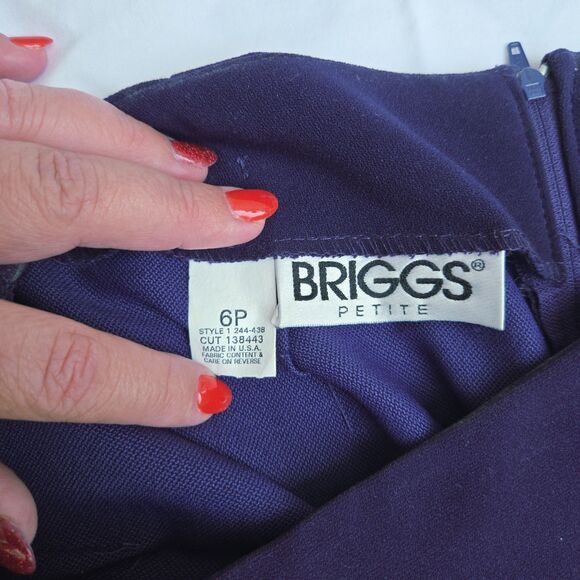 BRIGGS®
PETITE
6P
STYLE 1 244-438
CUT 138443
MADE IN U.S.A.
FABRIC CONTENT &
CARE ON REVERSE